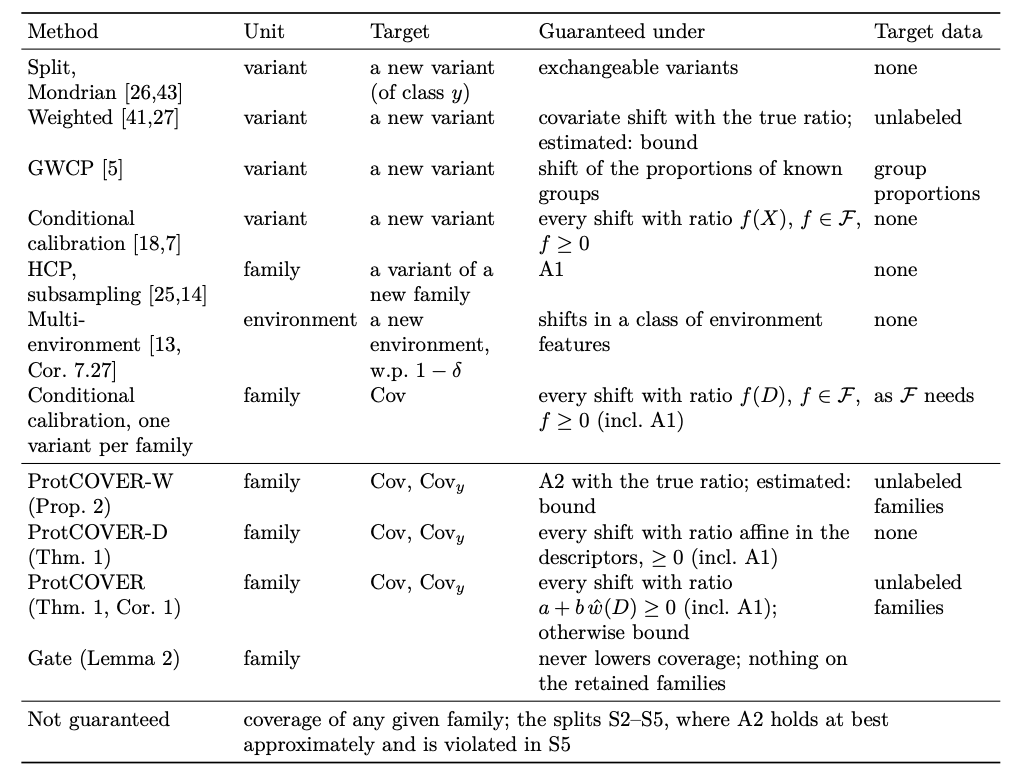 Method Unit Target Guaranteed under Target data
Split, variant a new variant exchangeable variants none
Mondrian [26,43] (of class y)
Weighted [41,27] variant a new variant covariate shift with the true ratio; unlabeled
estimated: bound
GWCP [5] variant a new variant shift of the proportions of known group
groups proportions
Conditional variant a new variant every shift with ratio f(X), f ∈ ℱ, none
calibration [18,7] f ≥ 0
HCP, family a variant of a A1 none
subsampling [25,14] new family
Multi- environment a new shifts in a class of environment none
environment [13, environment, features
Cor. 7.27] w.p. 1 − δ
Conditional family Cov every shift with ratio f(D), f ∈ ℱ, as ℱ needs
calibration, one f ≥ 0 (incl. A1)
variant per family
ProtCOVER-W family Cov, Cov_y A2 with the true ratio; estimated: unlabeled
(Prop. 2) bound families
ProtCOVER-D family Cov, Cov_y every shift with ratio affine in the none
(Thm. 1) descriptors, ≥ 0 (incl. A1)
ProtCOVER family Cov, Cov_y every shift with ratio unlabeled
(Thm. 1, Cor. 1) a + b ŵ(D) ≥ 0 (incl. A1); families
otherwise bound
Gate (Lemma 2) family never lowers coverage; nothing on
the retained families
Not guaranteed coverage of any given family; the splits S2–S5, where A2 holds at best
approximately and is violated in S5